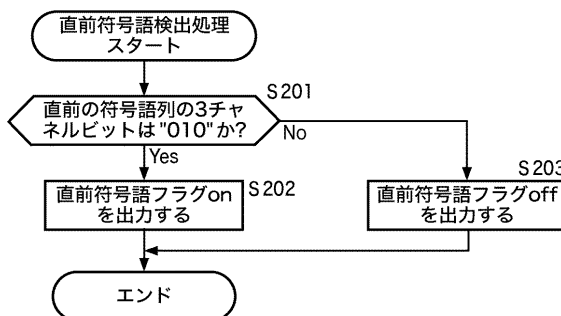 直前符号語検出処理
スタート
S201
直前の符号語列の3チャ
ネルビットは"010"か?
No
Yes
S203
直前符号語フラグon
を出力する
S202
直前符号語フラグoff
を出力する
エンド